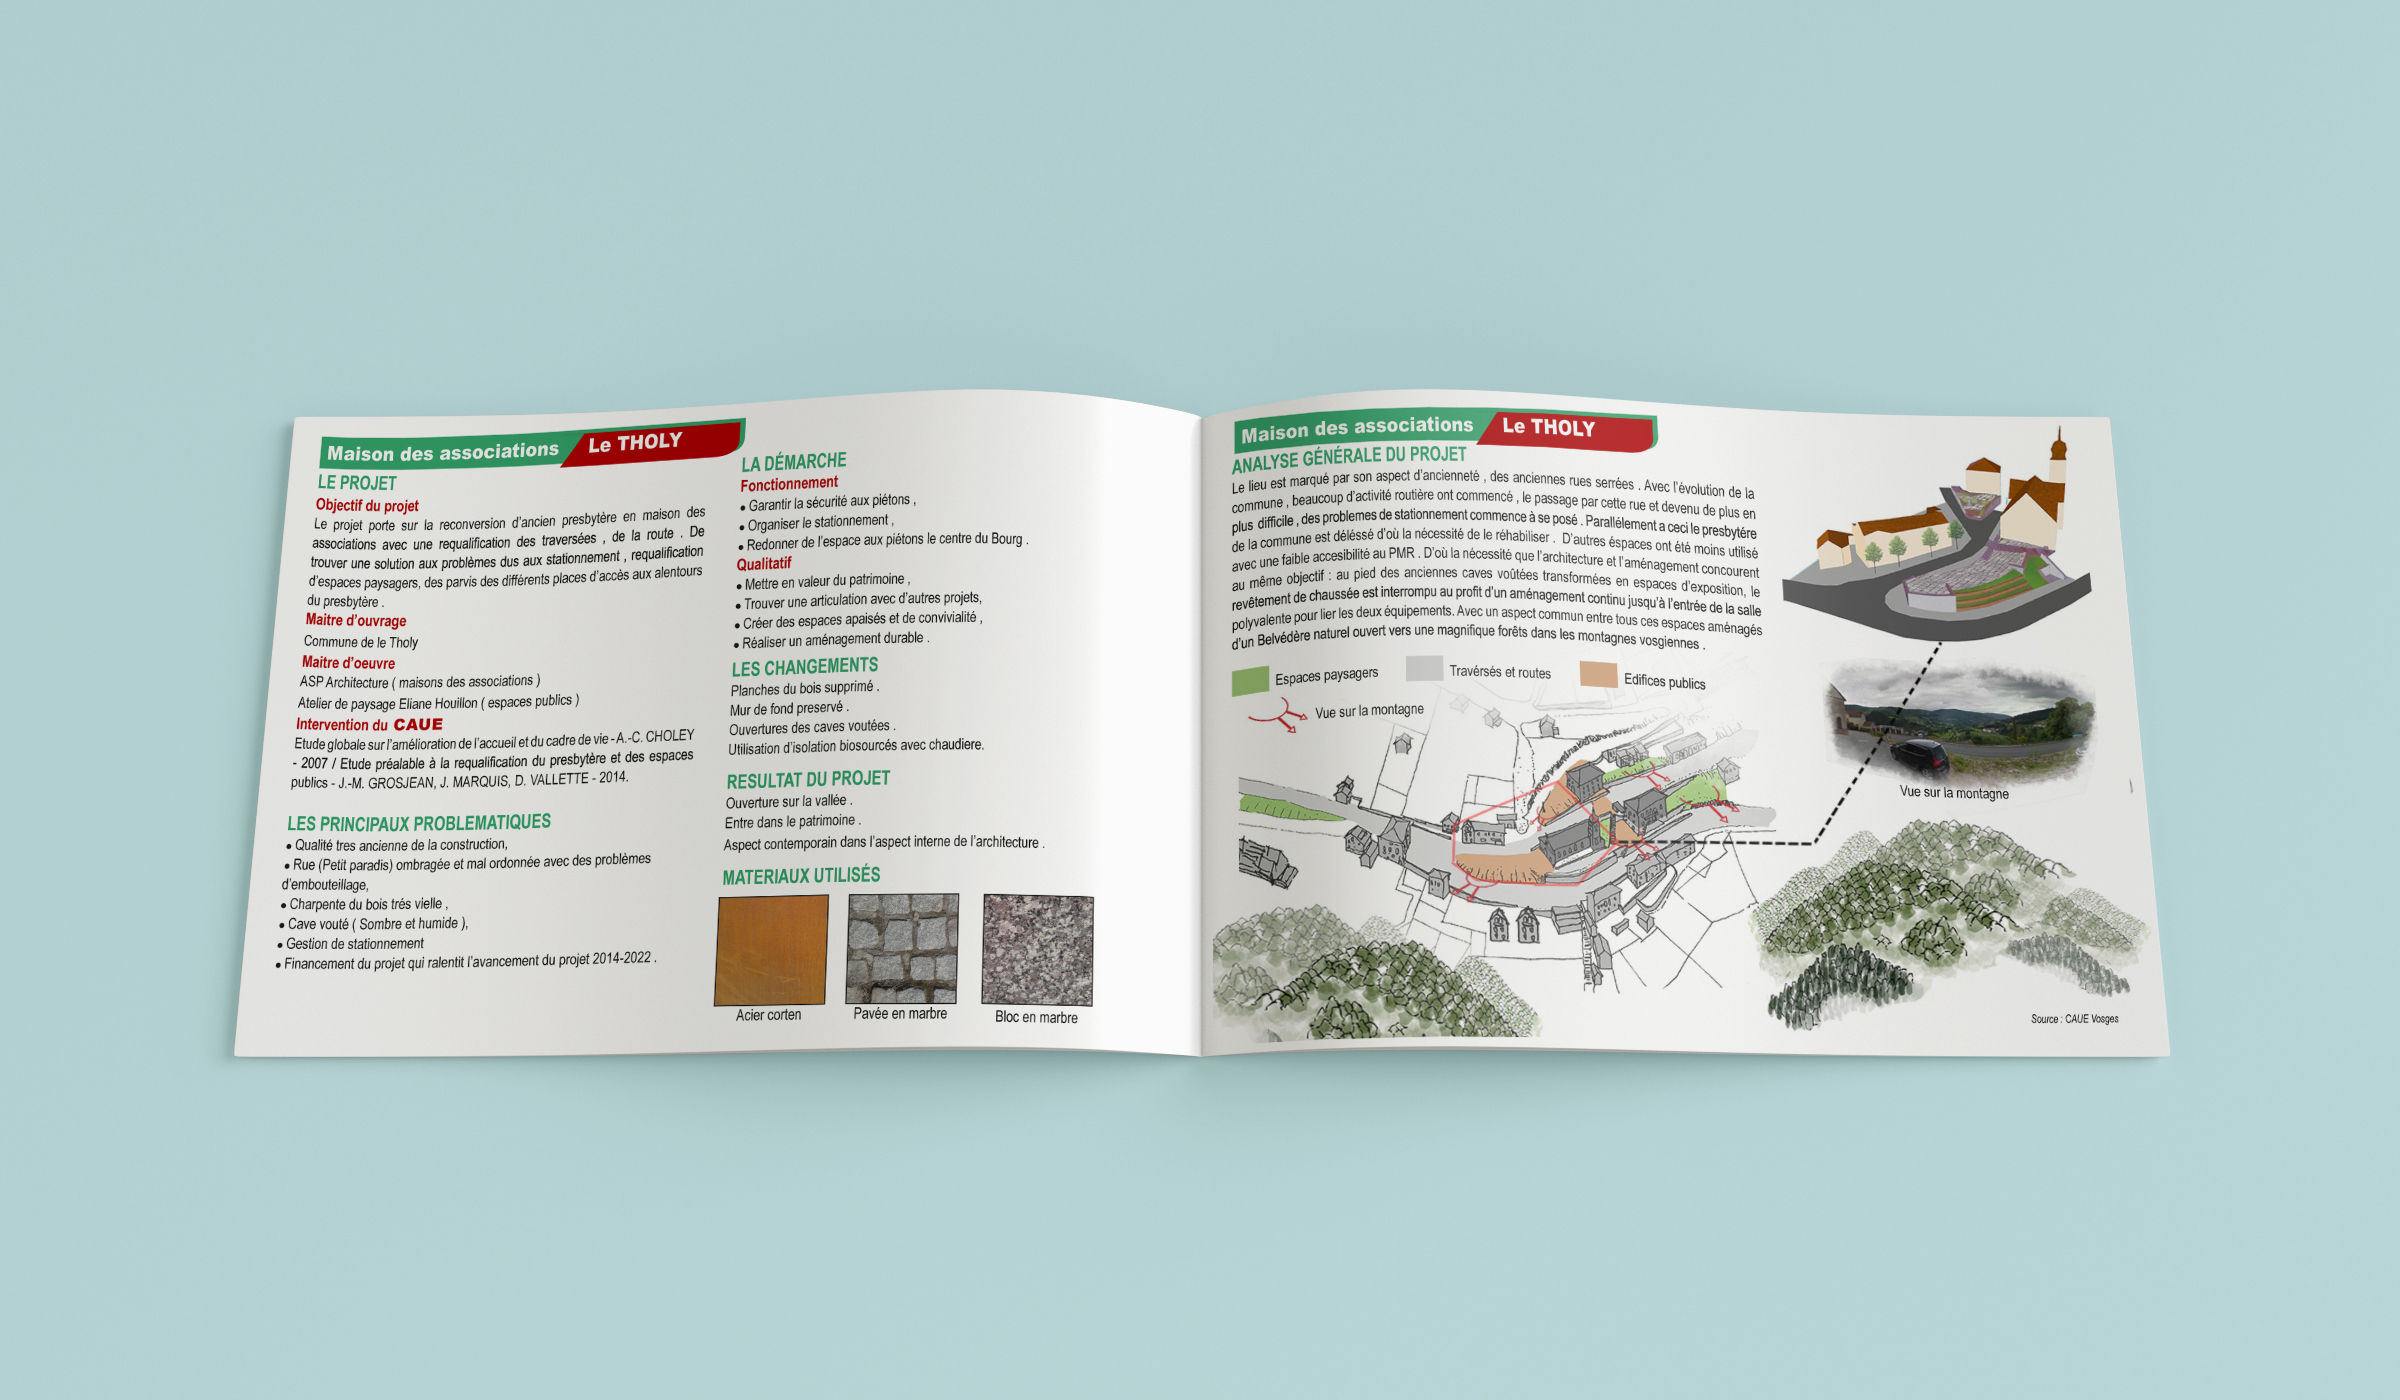 Maison des associations Le THOLY
LE PROJET
Objectif du projet
Le projet porte sur la reconversion d'ancien presbytère en maison des
associations avec une requalification des traversées , de la route . De
trouver une solution aux problèmes dus aux stationnement , requalification
d'espaces paysagers, des parvis des différents places d'accès aux alentours
du presbytère .
Maitre d'ouvrage
Commune de le Tholy
Maitre d'oeuvre
ASP Architecture ( maisons des associations )
Atelier de paysage Eliane Houillon ( espaces publics )
Intervention du CAUE
Etude globale sur l'amélioration de l'accueil et du cadre de vie - A.-C. CHOLEY
- 2007 / Etude préalable à la requalification du presbytère et des espaces
publics - J.-M. GROSJEAN, J. MARQUIS, D. VALLETTE - 2014.
LES PRINCIPAUX PROBLEMATIQUES
• Qualité tres ancienne de la construction,
• Rue (Petit paradis) ombragée et mal ordonnée avec des problèmes
d'embouteillage,
• Charpente du bois trés vielle ,
• Cave vouté ( Sombre et humide ),
• Gestion de stationnement
• Financement du projet qui ralentit l'avancement du projet 2014-2022 .
LA DÉMARCHE
Fonctionnement
• Garantir la sécurité aux piétons ,
• Organiser le stationnement ,
• Redonner de l'espace aux piétons le centre du Bourg .
Qualitatif
• Mettre en valeur du patrimoine ,
• Trouver une articulation avec d'autres projets,
• Créer des espaces apaisés et de convivialité ,
• Réaliser un aménagement durable .
LES CHANGEMENTS
Planches du bois supprimé .
Mur de fond preservé .
Ouvertures des caves voutées .
Utilisation d'isolation biosourcés avec chaudiere.
RESULTAT DU PROJET
Ouverture sur la vallée .
Entre dans le patrimoine .
Aspect contemporain dans l'aspect interne de l'architecture .
MATERIAUX UTILISÉS
Acier corten
Pavée en marbre
Bloc en marbre
Maison des associations Le THOLY
ANALYSE GÉNÉRALE DU PROJET
Le lieu est marqué par son aspect d'ancienneté , des anciennes rues serrées . Avec l'évolution de la
commune , beaucoup d'activité routière ont commencé , le passage par cette rue et devenu de plus en
plus difficile , des problemes de stationnement commence à se posé . Parallélement a ceci le presbytére
de la commune est déléssé d'où la nécessité de le réhabiliser . D'autres éspaces ont été moins utilisé
avec une faible accesibilité au PMR . D'où la nécessité que l'architecture et l'aménagement concourent
au même objectif : au pied des anciennes caves voûtées transformées en espaces d'exposition, le
revêtement de chaussée est interrompu au profit d'un aménagement continu jusqu'à l'entrée de la salle
polyvalente pour lier les deux équipements. Avec un aspect commun entre tous ces espaces aménagés
d'un Belvédère naturel ouvert vers une magnifique forêts dans les montagnes vosgiennes .
Espaces paysagers
Travérsès et routes
Edifices publics
Vue sur la montagne
Vue sur la montagne
Source : CAUE Vosges